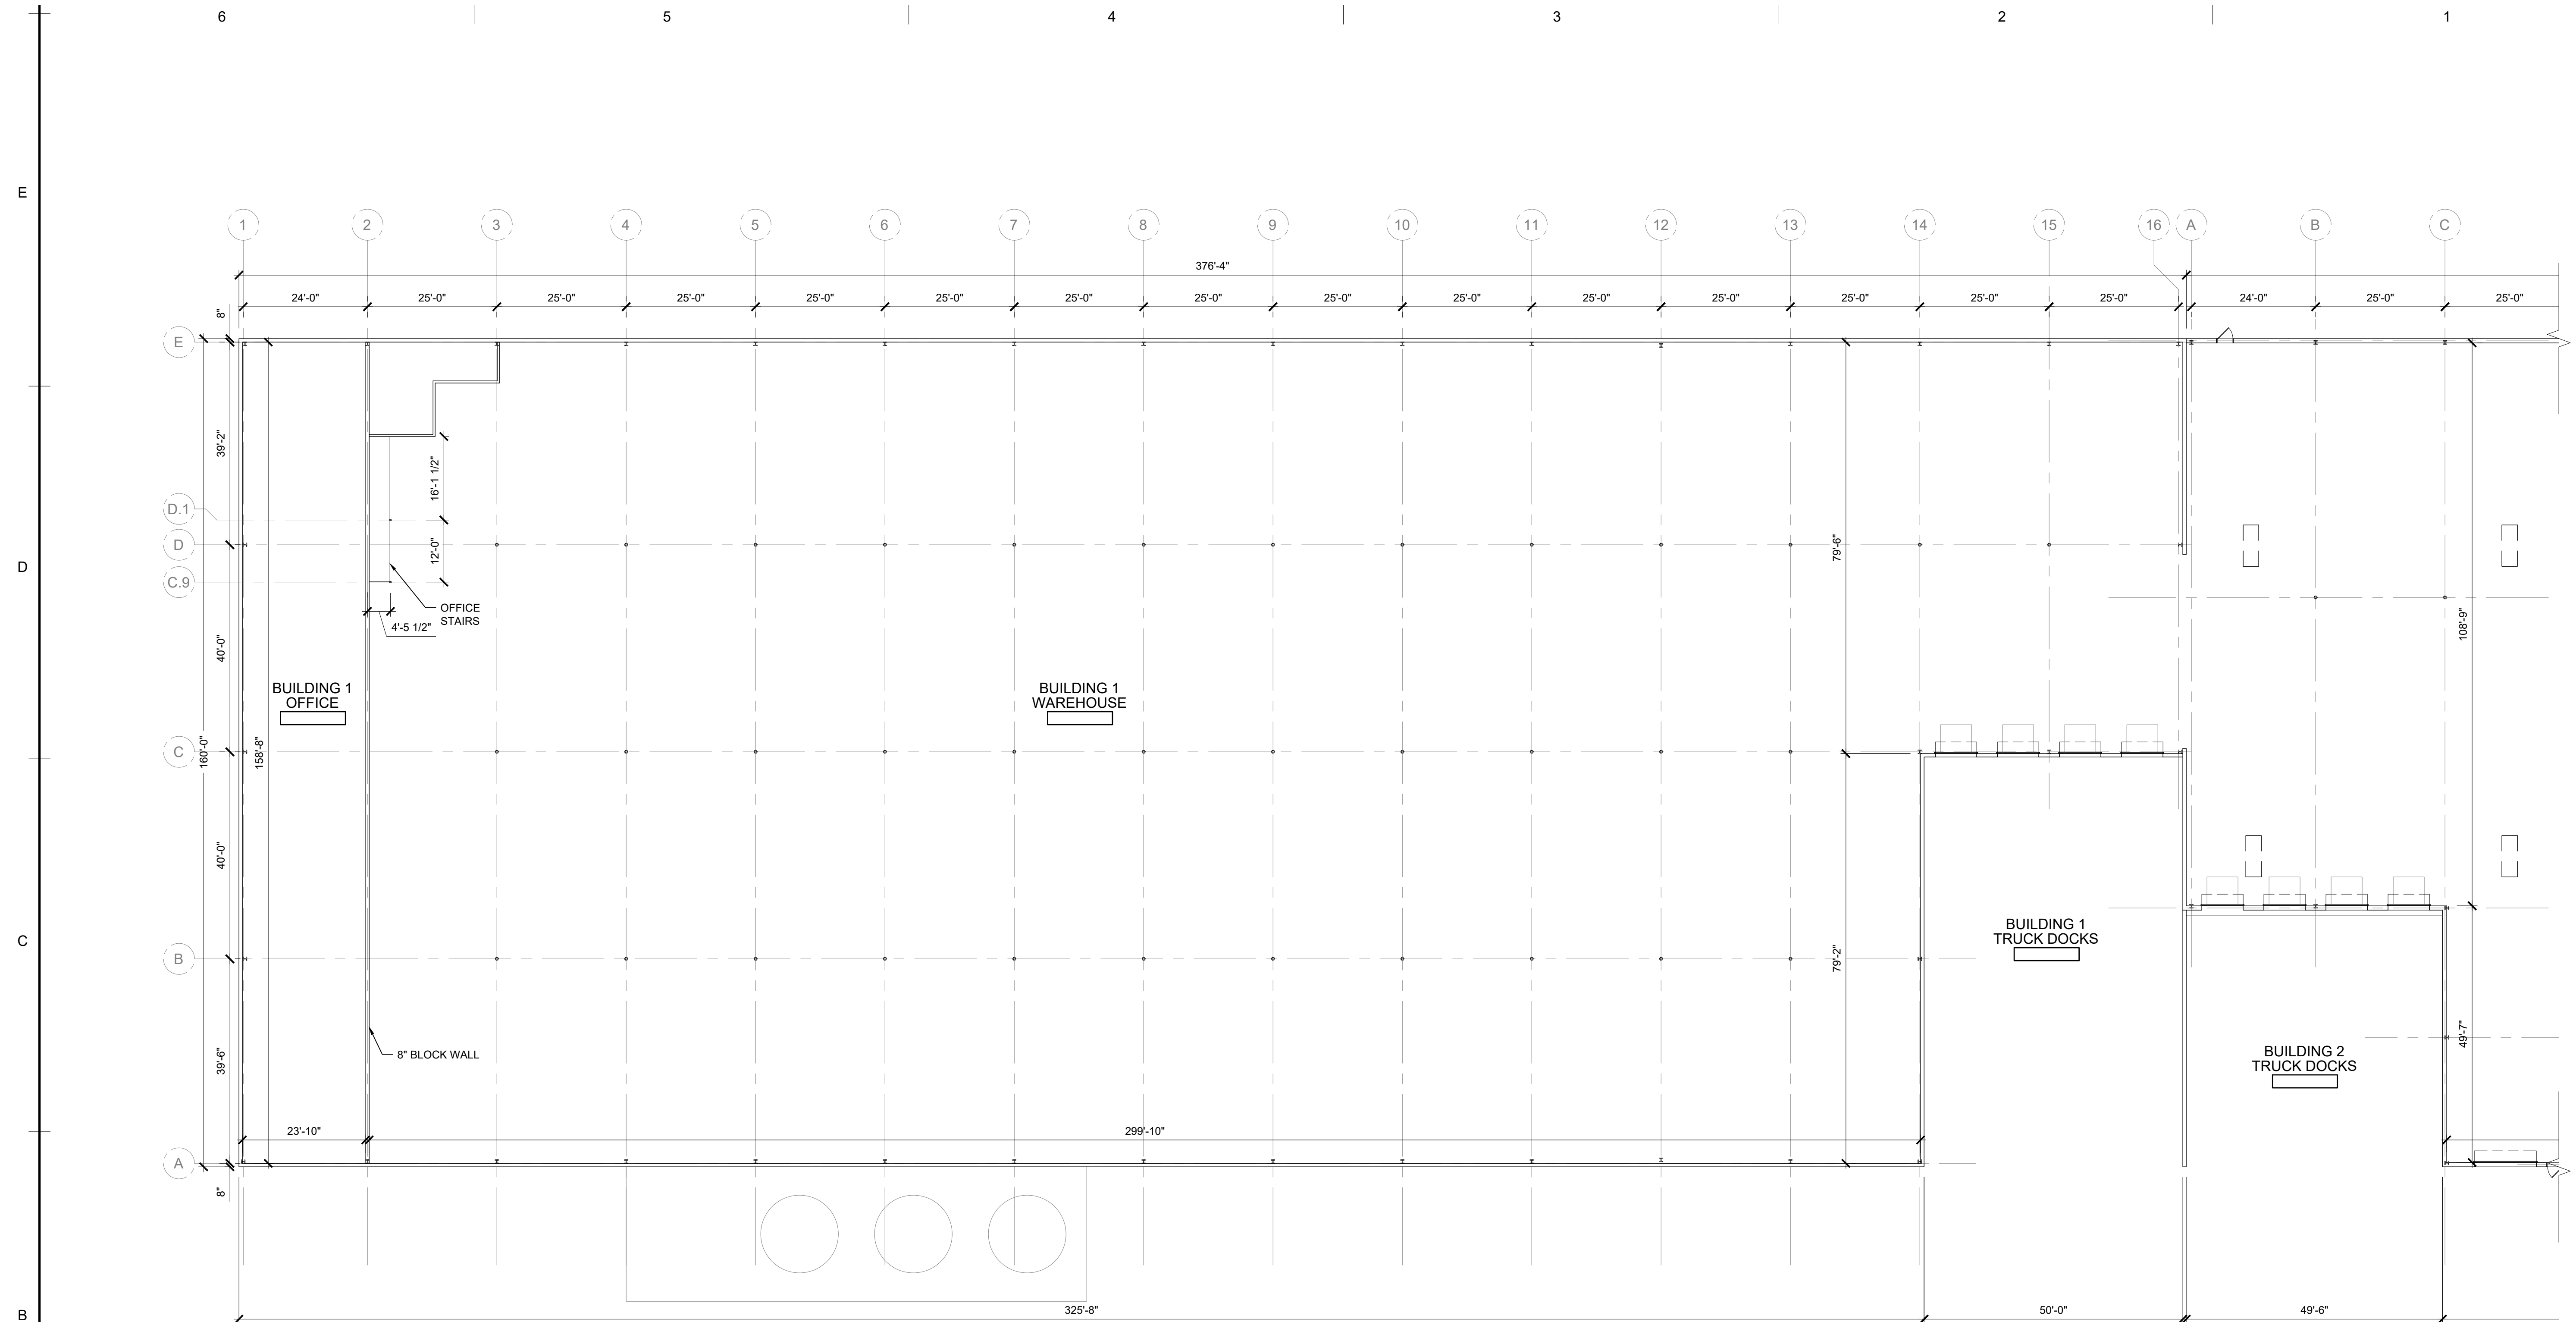 6 5 4 3 2 1
E
1 2 3 4 5 6 7 8 9 10 11 12 13 14 15 16 A B C
376'-4"
24'-0" 25'-0" 25'-0" 25'-0" 25'-0" 25'-0" 25'-0" 25'-0" 25'-0" 25'-0" 25'-0" 25'-0" 25'-0" 25'-0" 25'-0" 24'-0" 25'-0" 25'-0"
8"
E
39'-2"
16'-1 1/2"
D.1
D
12'-0"
79'-6"
D
C.9
OFFICE
STAIRS
4'-5 1/2"
108'-9"
40'-0"
BUILDING 1
OFFICE
BUILDING 1
WAREHOUSE
C
160'-0"
158'-8"
40'-0"
BUILDING 1
TRUCK DOCKS
C
B
79'-2"
49'-7"
8" BLOCK WALL
39'-6"
BUILDING 2
TRUCK DOCKS
23'-10"
299'-10"
A
8"
325'-8"
50'-0"
49'-6"
B